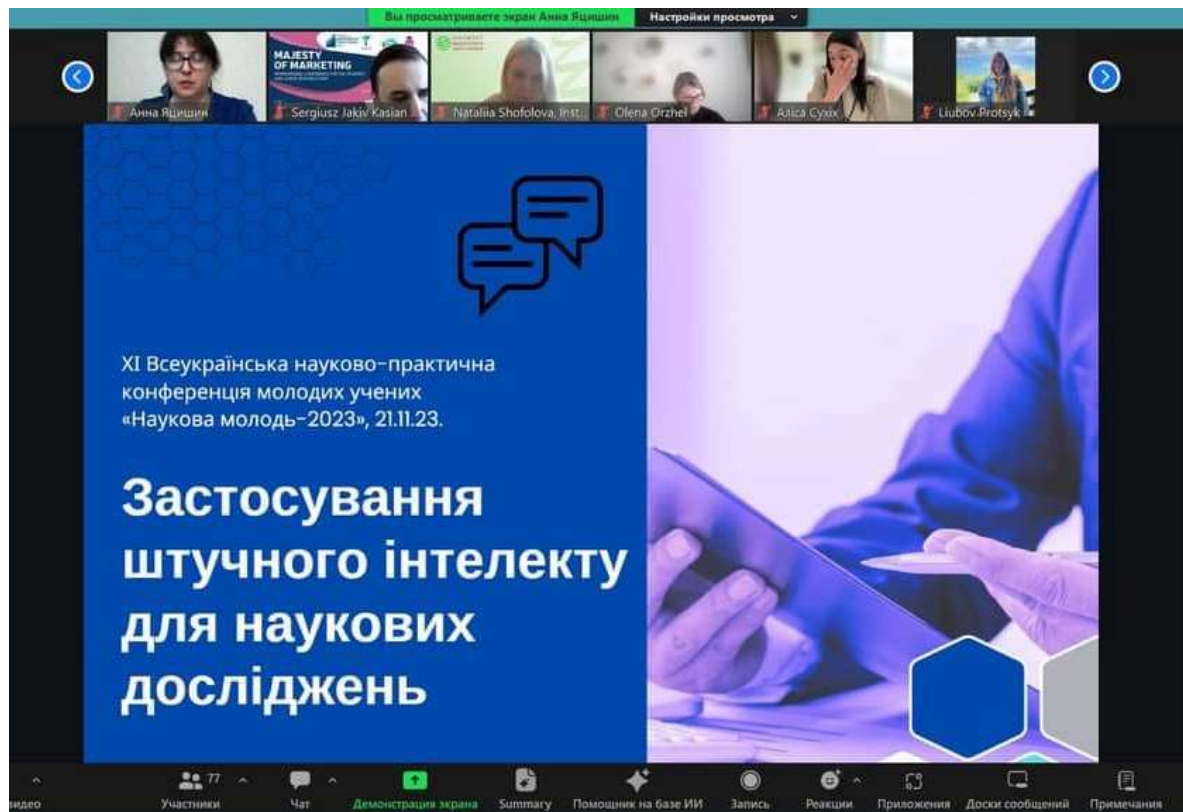 Вы просматриваете экран Анна Яцишин
Настройки просмотра
MAJESTY
OF MARKETING
Анна Яцишин
Sergiusz Jakiv Kasian
Nataliia Shofolova, Inst...
Olena Orzhel
Аліса Сухіх
Liubov Protsyk
XI Всеукраїнська науково-практична
конференція молодих учених
«Наукова молодь-2023», 21.11.23.
Застосування
штучного інтелекту
для наукових
досліджень
77
Участники
Чат
Демонстрация экрана
Summary
Помощник на базе ИИ
Запись
Реакции
Приложения
Доски сообщений
Примечания